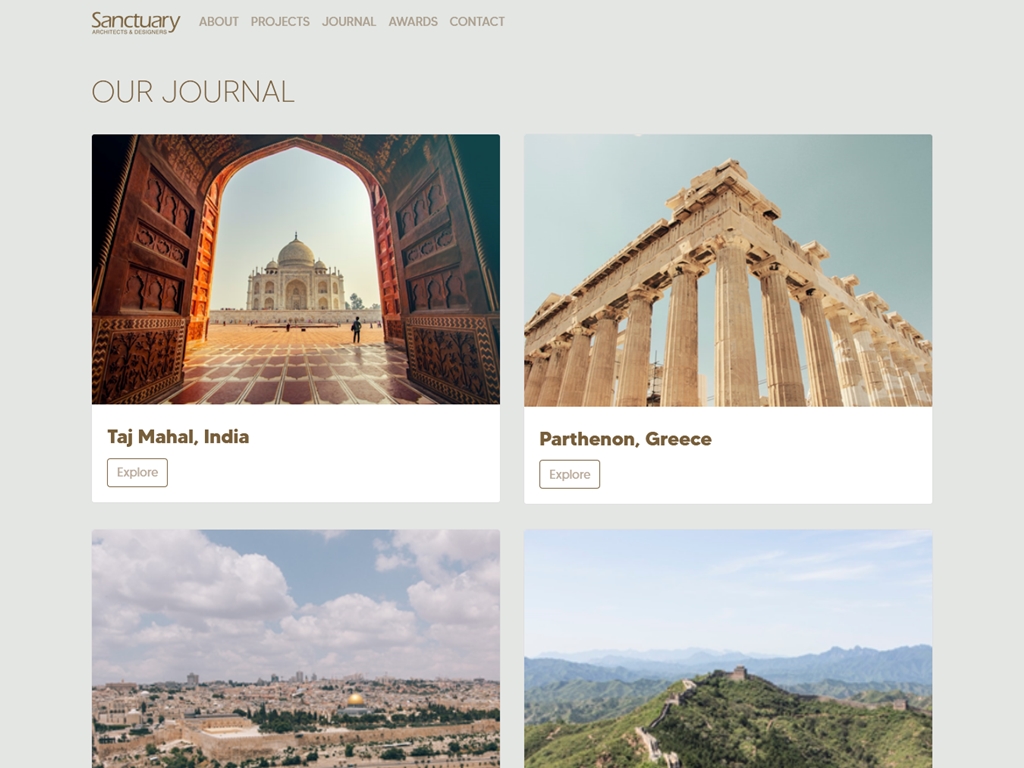 Sanctuary
ARCHITECTS & DESIGNERS
ABOUT PROJECTS JOURNAL AWARDS CONTACT
OUR JOURNAL
Taj Mahal, India
Explore
Parthenon, Greece
Explore